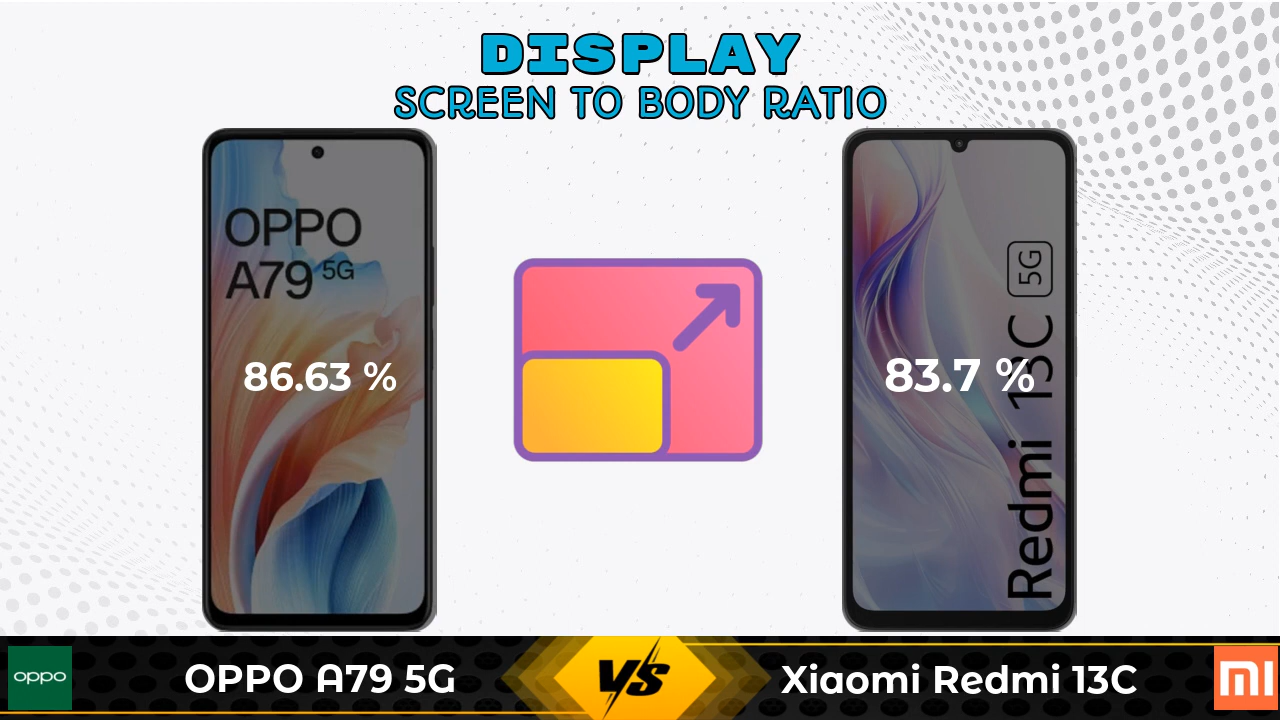 DISPLAY
SCREEN TO BODY RATIO
OPPO
A79 5G
86.63 %
5G
Redmi 13C
83.7 %
oppo
OPPO A79 5G
VS
Xiaomi Redmi 13C
MI